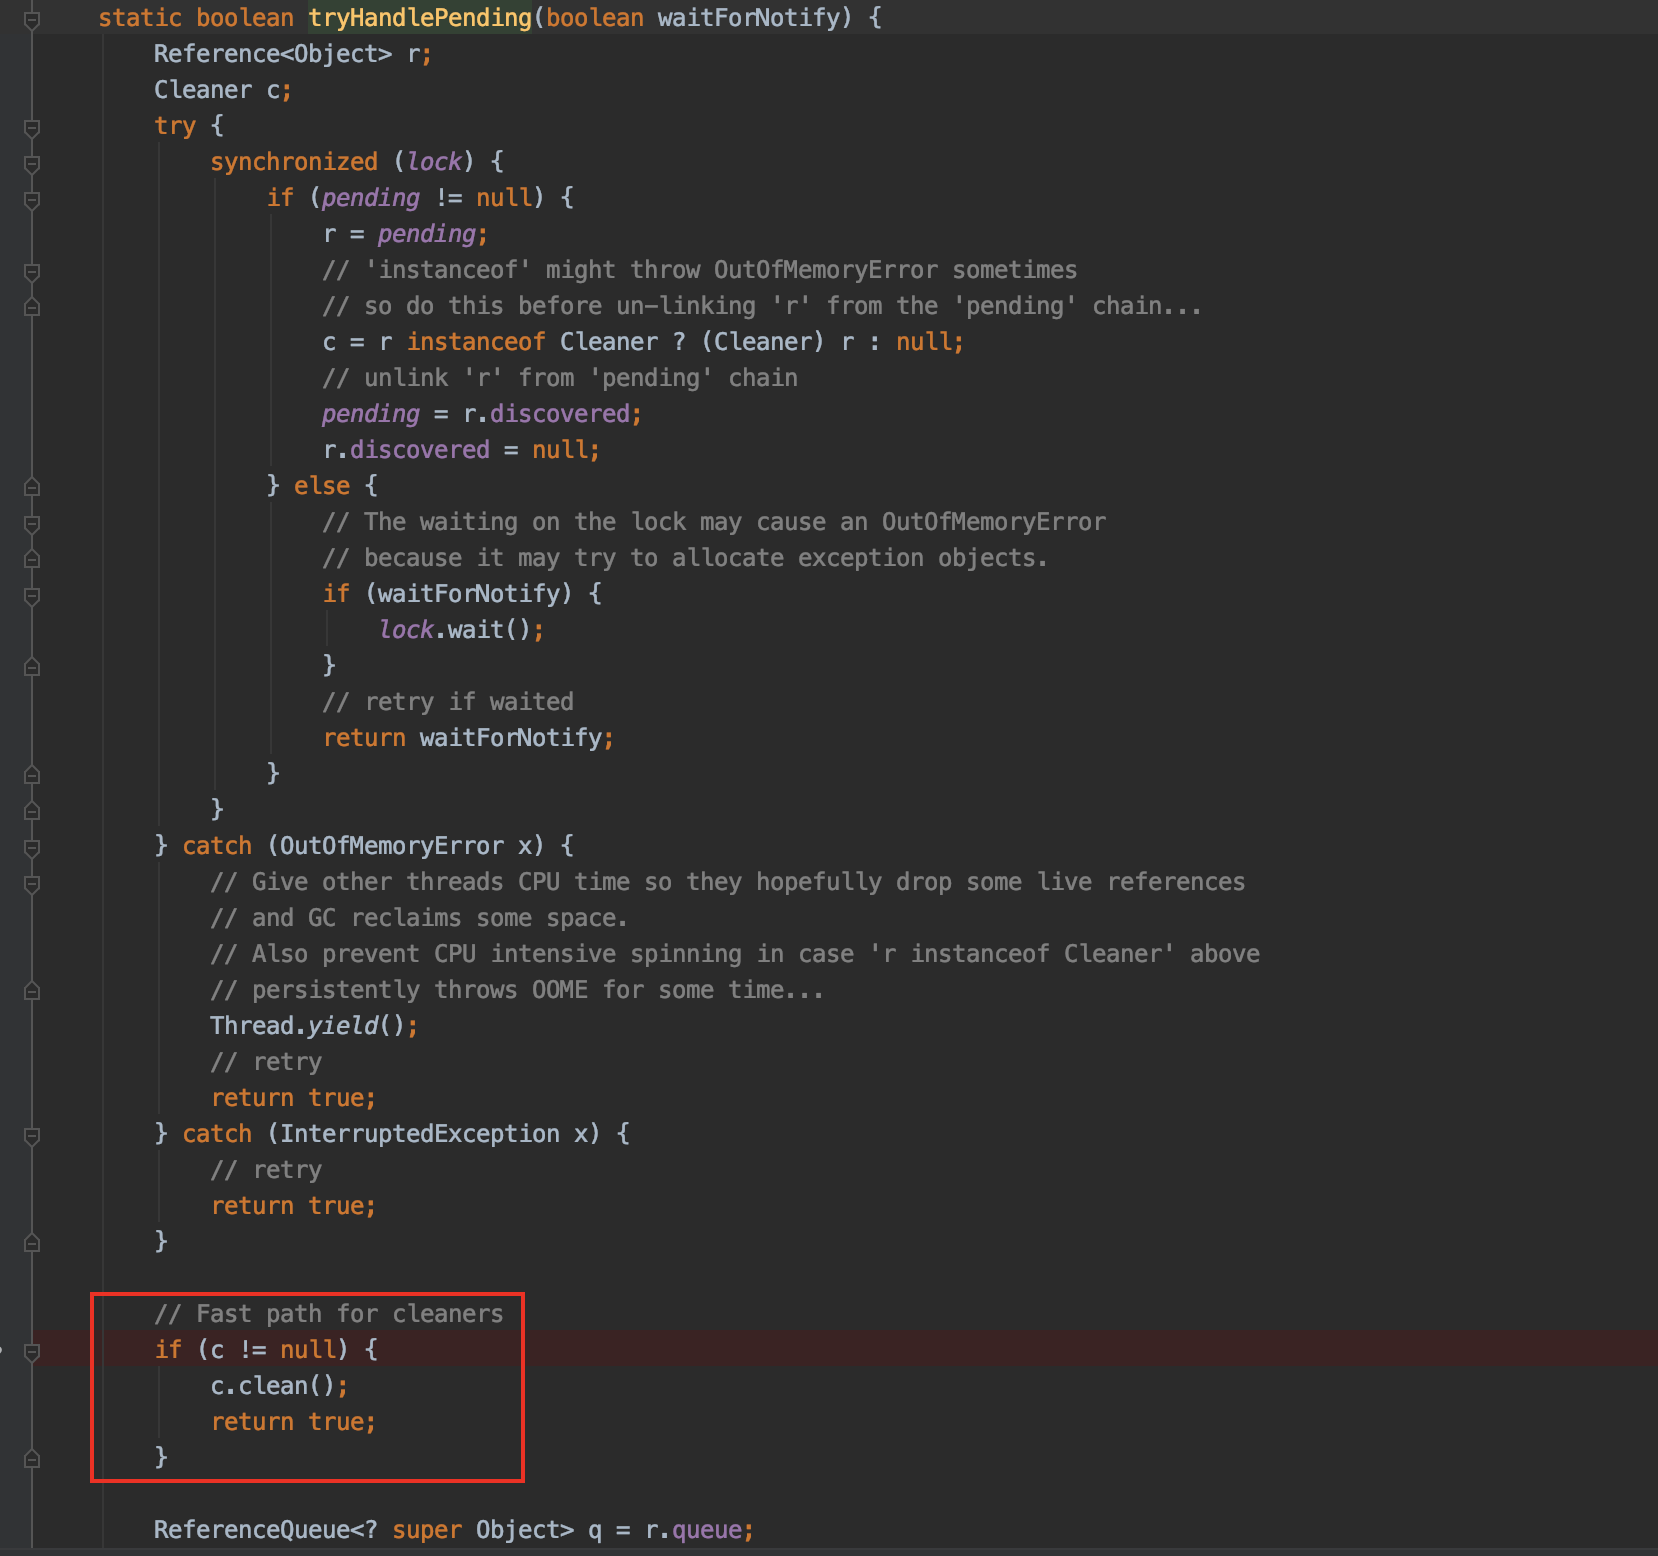 static boolean tryHandlePending(boolean waitForNotify) {
Reference<Object> r;
Cleaner c;
try {
synchronized (lock) {
if (pending != null) {
r = pending;
// 'instanceof' might throw OutOfMemoryError sometimes
// so do this before un-linking 'r' from the 'pending' chain...
c = r instanceof Cleaner ? (Cleaner) r : null;
// unlink 'r' from 'pending' chain
pending = r.discovered;
r.discovered = null;
} else {
// The waiting on the lock may cause an OutOfMemoryError
// because it may try to allocate exception objects.
if (waitForNotify) {
lock.wait();
}
// retry if waited
return waitForNotify;
}
}
} catch (OutOfMemoryError x) {
// Give other threads CPU time so they hopefully drop some live references
// and GC reclaims some space.
// Also prevent CPU intensive spinning in case 'r instanceof Cleaner' above
// persistently throws OOME for some time...
Thread.yield();
// retry
return true;
} catch (InterruptedException x) {
// retry
return true;
}
// Fast path for cleaners
if (c != null) {
c.clean();
return true;
}
ReferenceQueue<? super Object> q = r.queue;